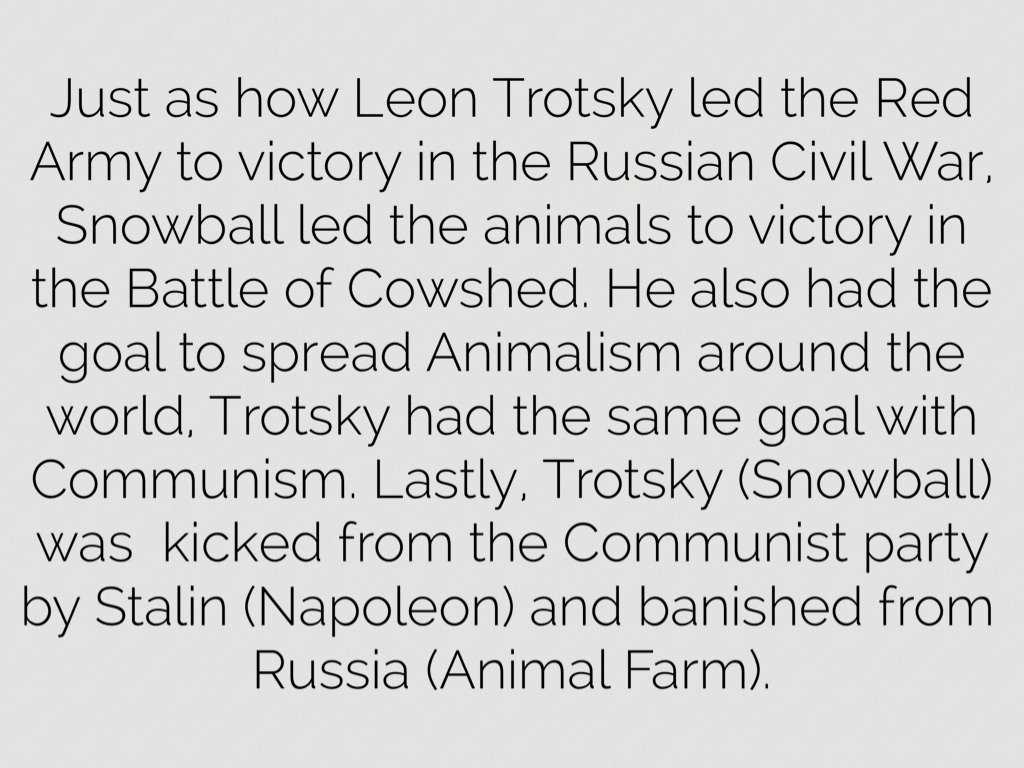 Just as how Leon Trotsky led the Red
Army to victory in the Russian Civil War,
Snowball led the animals to victory in
the Battle of Cowshed. He also had the
goal to spread Animalism around the
world, Trotsky had the same goal with
Communism. Lastly, Trotsky (Snowball)
was  kicked from the Communist party
by Stalin (Napoleon) and banished from
Russia (Animal Farm).